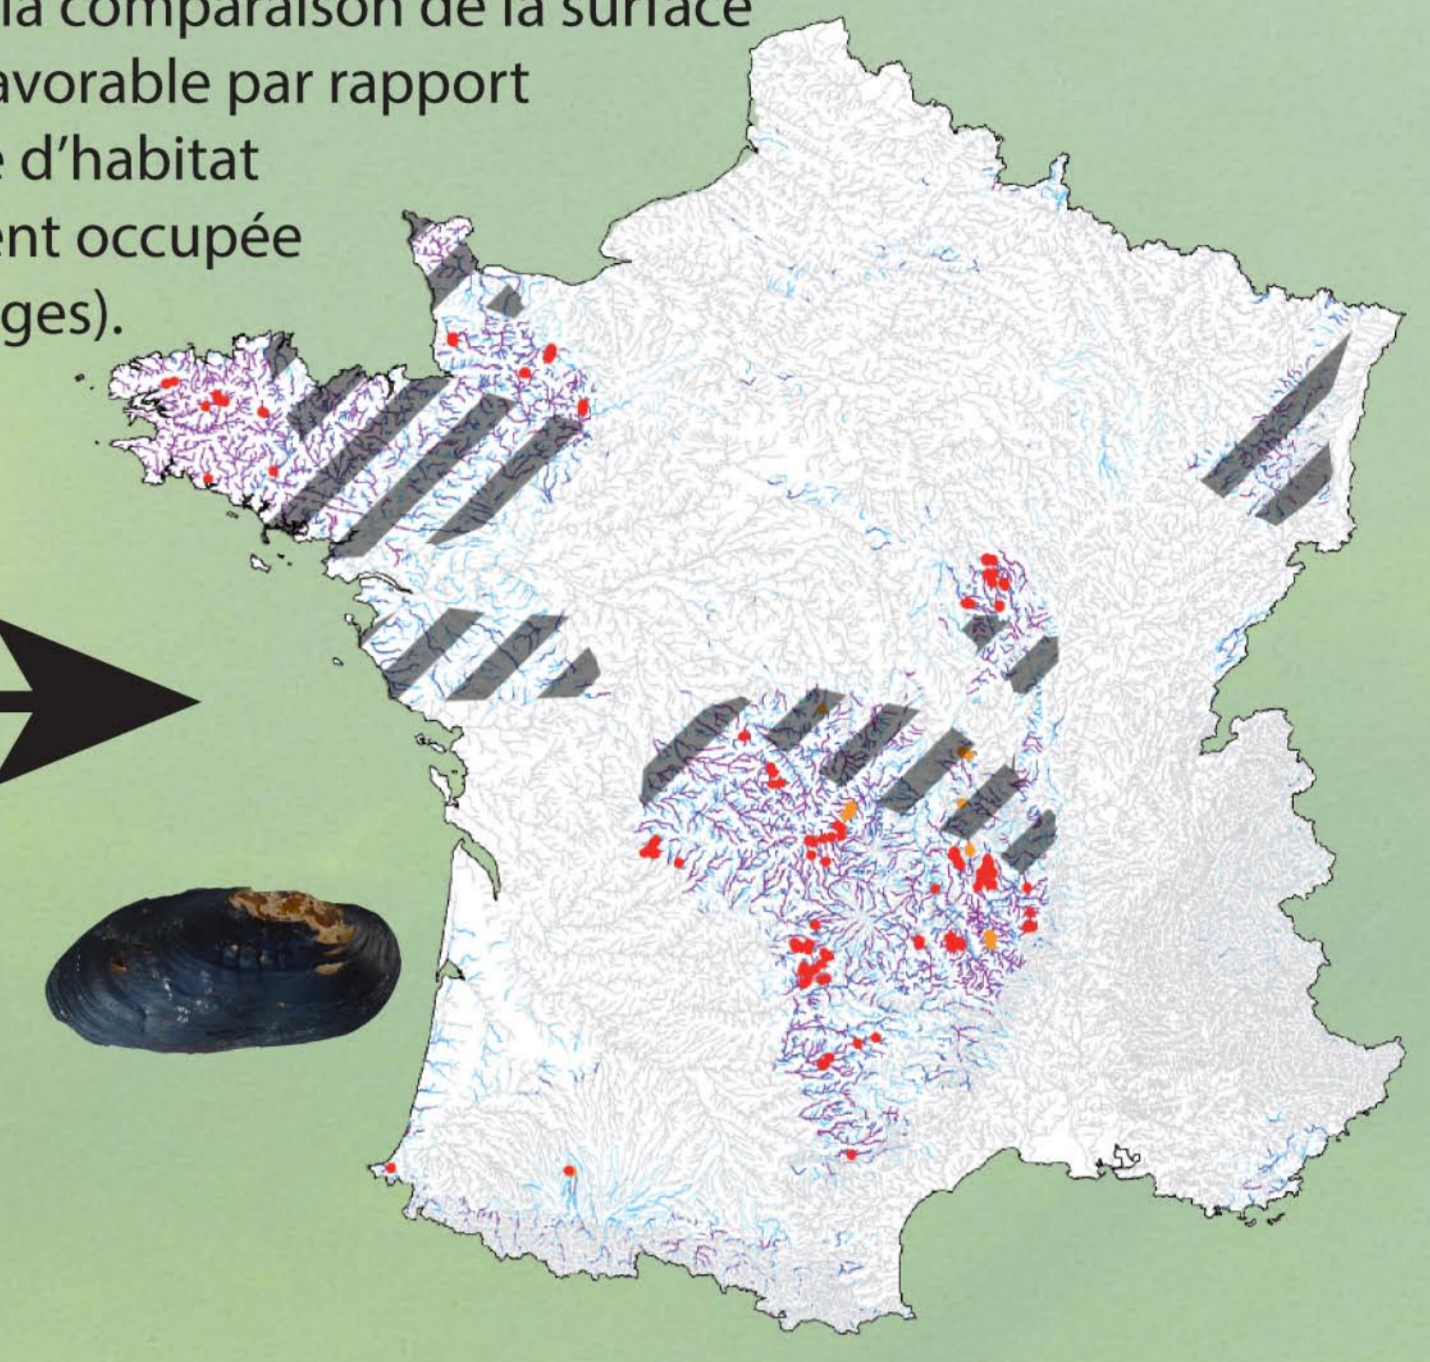 la comparaison de la surface
avorable par rapport
e d'habitat
ent occupée
ges).